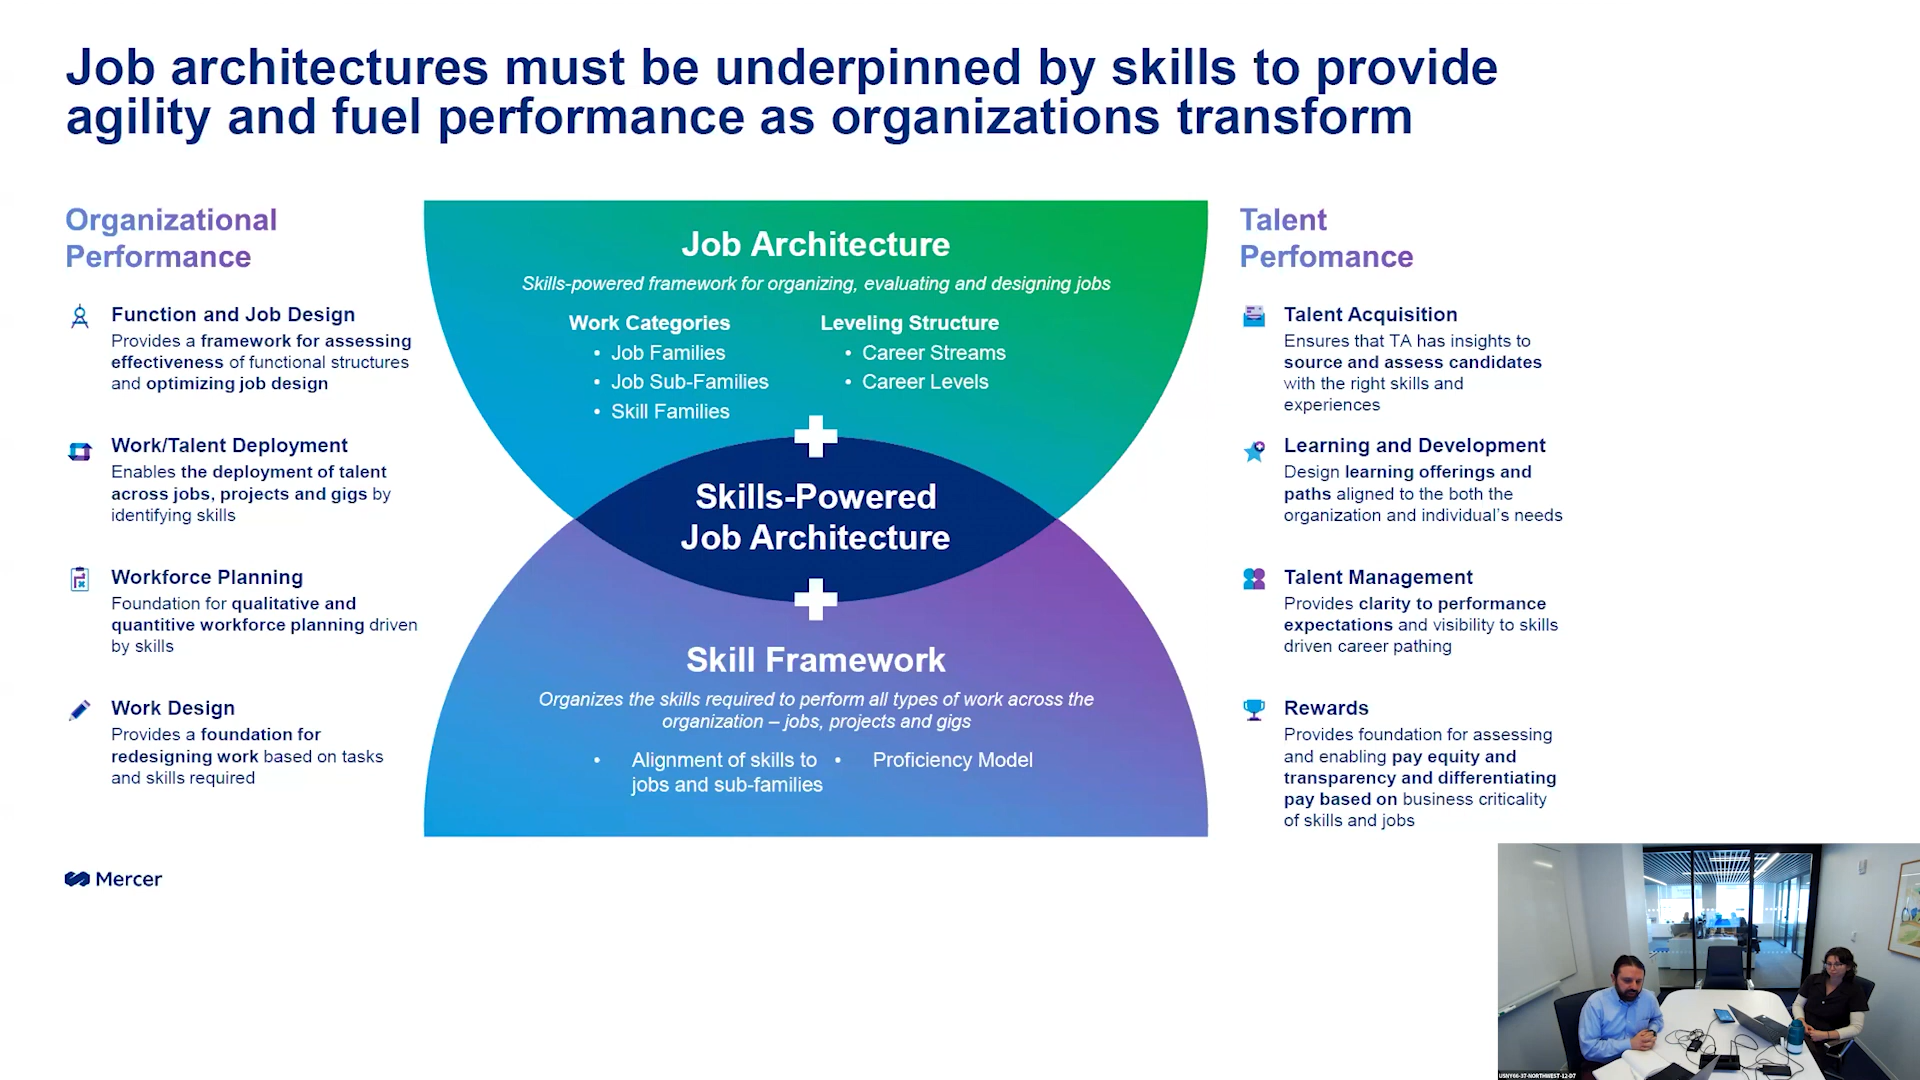 Job architectures must be underpinned by skills to provide
agility and fuel performance as organizations transform
Organizational
Performance
Function and Job Design
Provides a framework for assessing
effectiveness of functional structures
and optimizing job design
Work/Talent Deployment
Enables the deployment of talent
across jobs, projects and gigs by
identifying skills
Workforce Planning
Foundation for qualitative and
quantitive workforce planning driven
by skills
Work Design
Provides a foundation for
redesigning work based on tasks
and skills required
Job Architecture
Skills-powered framework for organizing, evaluating and designing jobs
Work Categories
• Job Families
• Job Sub-Families
• Skill Families
Leveling Structure
• Career Streams
• Career Levels
Skills-Powered
Job Architecture
Skill Framework
Organizes the skills required to perform all types of work across the
organization – jobs, projects and gigs
• Alignment of skills to
jobs and sub-families
• Proficiency Model
Talent
Perfomance
Talent Acquisition
Ensures that TA has insights to
source and assess candidates
with the right skills and
experiences
Learning and Development
Design learning offerings and
paths aligned to the both the
organization and individual's needs
Talent Management
Provides clarity to performance
expectations and visibility to skills
driven career pathing
Rewards
Provides foundation for assessing
and enabling pay equity and
transparency and differentiating
pay based on business criticality
of skills and jobs
Mercer